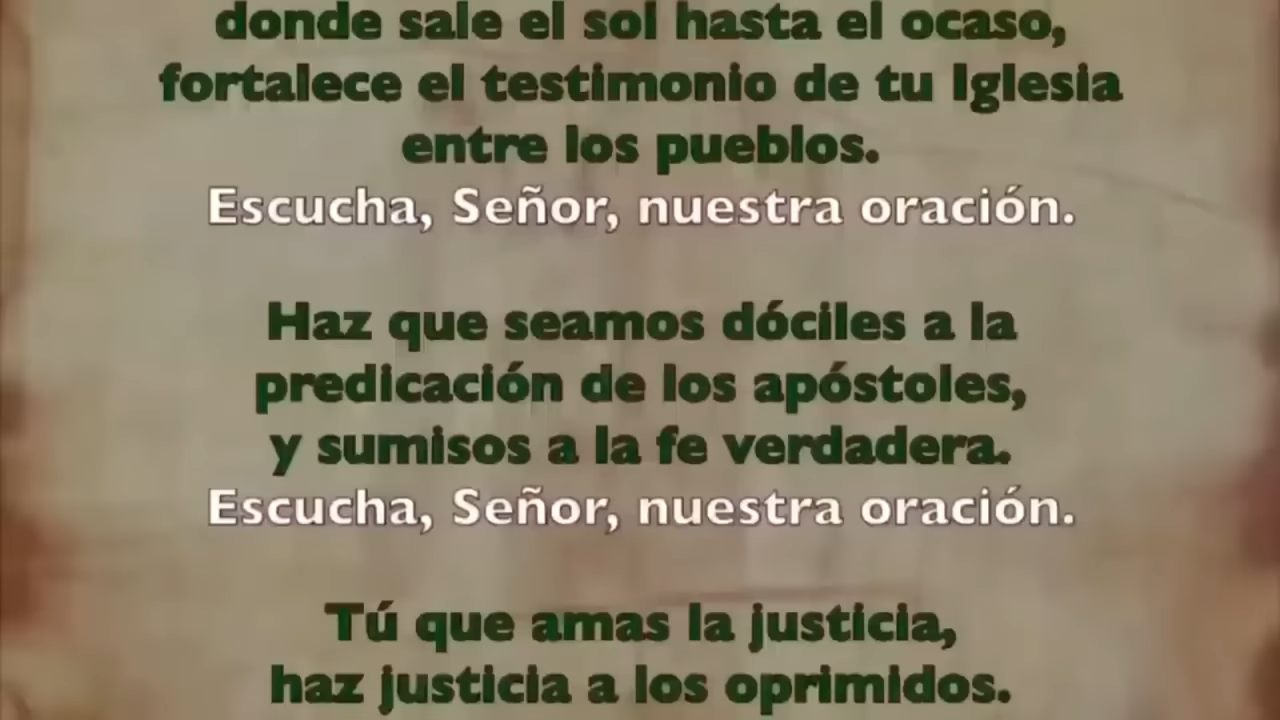 donde sale el sol hasta el ocaso,
fortalece el testimonio de tu Iglesia
entre los pueblos.
Escucha, Señor, nuestra oración.
Haz que seamos dóciles a la
predicación de los apóstoles,
y sumisos a la fe verdadera.
Escucha, Señor, nuestra oración.
Tú que amas la justicia,
haz justicia a los oprimidos.